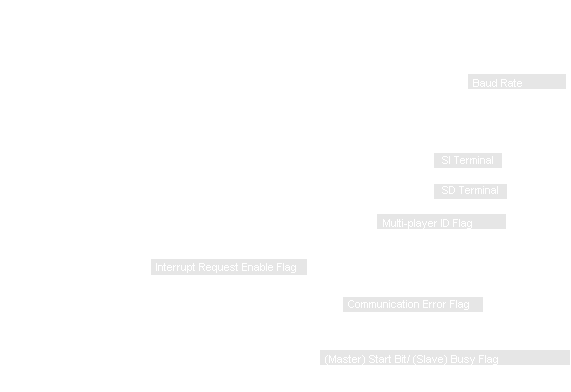 Baud Rate
SI Terminal
SD Terminal
Multi-player ID Flag
Interrupt Request Enable Flag
Communication Error Flag
(Master) Start Bit/ (Slave) Busy Flag